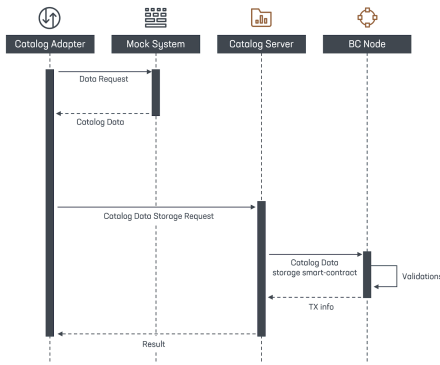 Catalog Adapter
Mock System
Catalog Server
BC Node
Data Request
Catalog Data
Catalog Data Storage Request
Catalog Data
storage smart-contract
Validations
TX info
Result